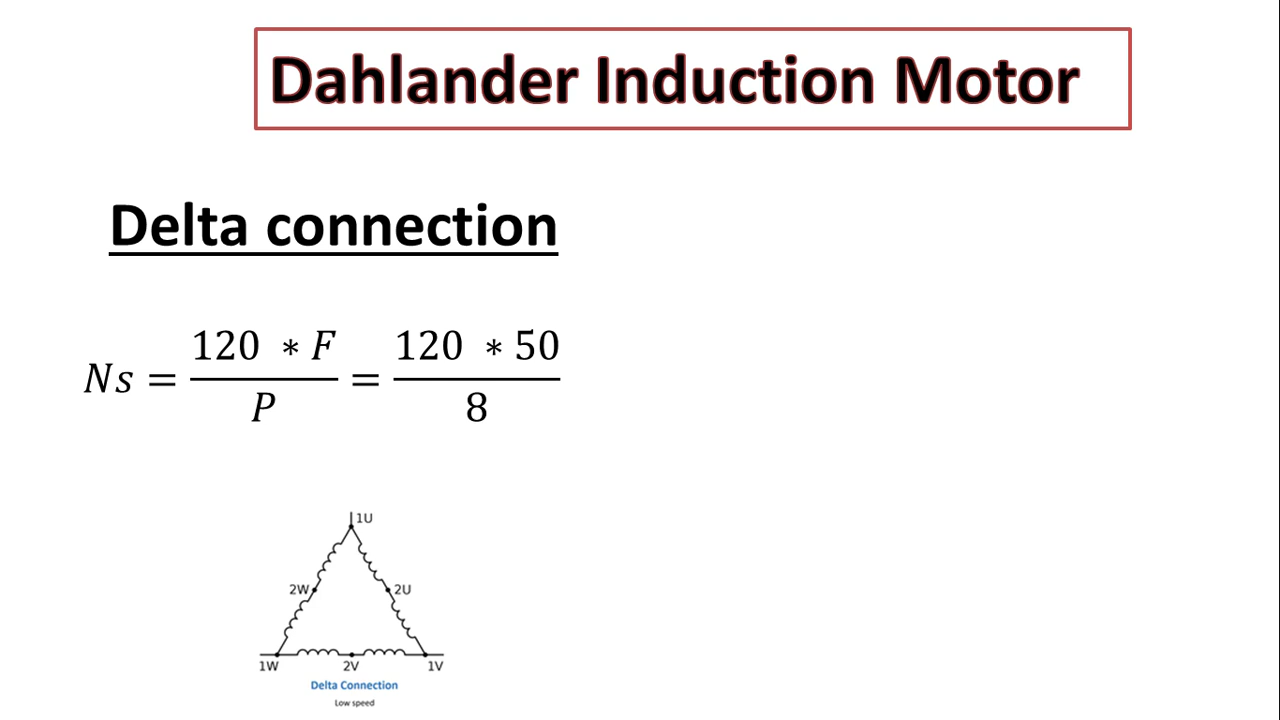 Dahlander Induction Motor
Delta connection
Ns = 120 * F / P = 120 * 50 / 8
1U
2W 2U
1W 2V 1V
Delta Connection
Low speed